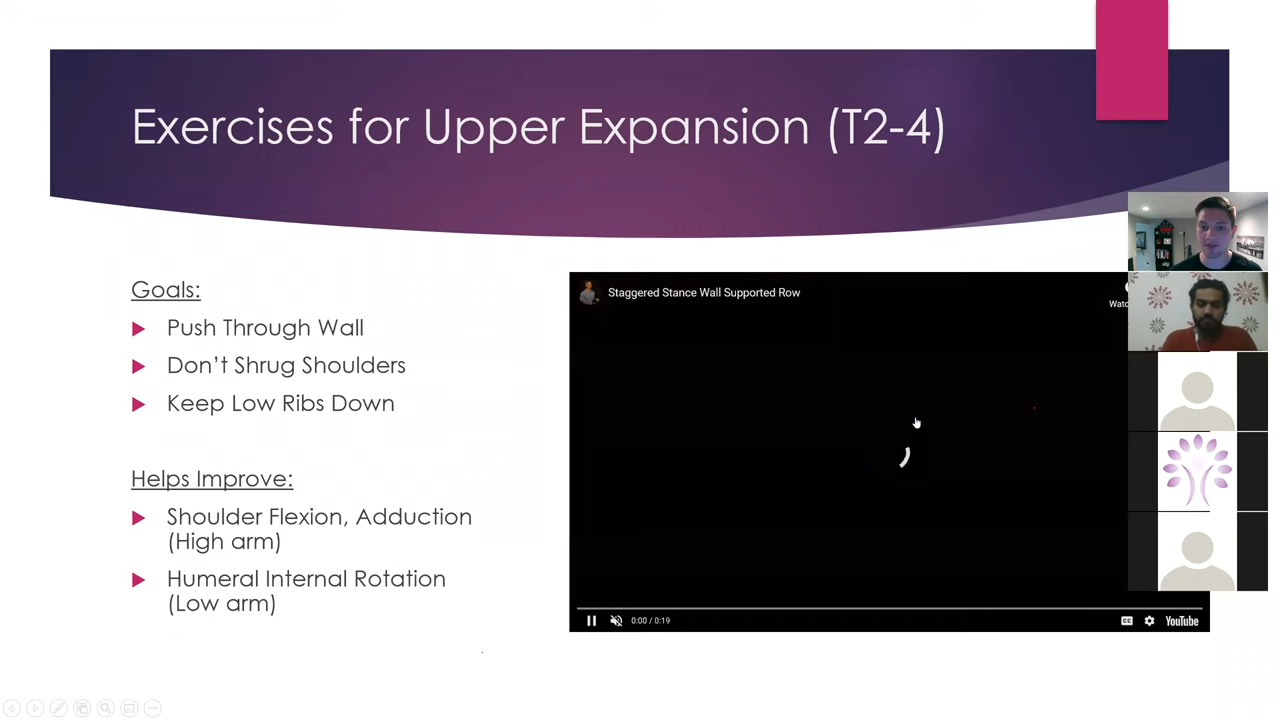 Exercises for Upper Expansion (T2-4)
Goals:
Push Through Wall
Don’t Shrug Shoulders
Keep Low Ribs Down
Helps Improve:
Shoulder Flexion, Adduction
(High arm)
Humeral Internal Rotation
(Low arm)
Staggered Stance Wall Supported Row
0:00 / 0:19
CC
YouTube